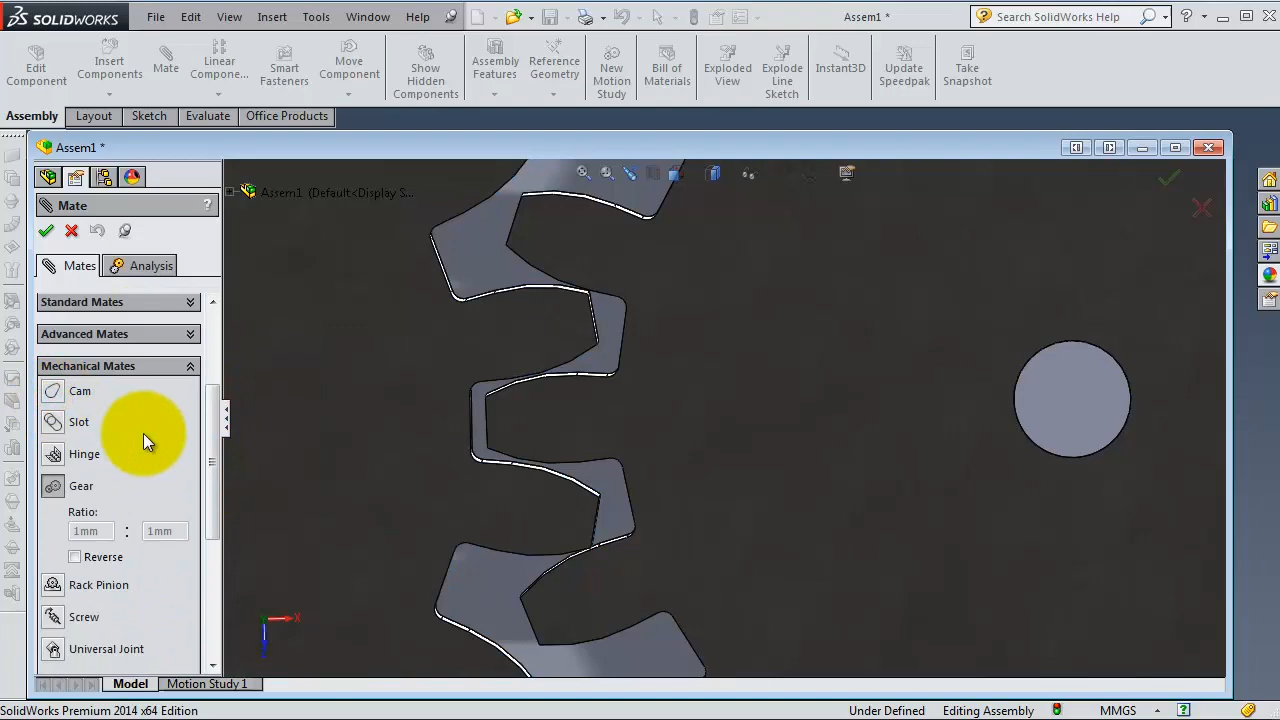 SOLIDWORKS File Edit View Insert Tools Window Help Assem1 * Search SolidWorks Help ?
Edit Component
Insert Components
Mate
Linear Compone...
Smart Fasteners
Move Component
Show Hidden Components
Assembly Features
Reference Geometry
New Motion Study
Bill of Materials
Exploded View
Explode Line Sketch
Instant3D
Update Speedpak
Take Snapshot
Assembly Layout Sketch Evaluate Office Products
Assem1 *
Assem1 (Default<Display S...
Mate ?
Mates Analysis
Standard Mates
Advanced Mates
Mechanical Mates
Cam
Slot
Hinge
Gear
Ratio:
1mm : 1mm
Reverse
Rack Pinion
Screw
Universal Joint
X
Model Motion Study 1
SolidWorks Premium 2014 x64 Edition Under Defined Editing Assembly MMGS ?